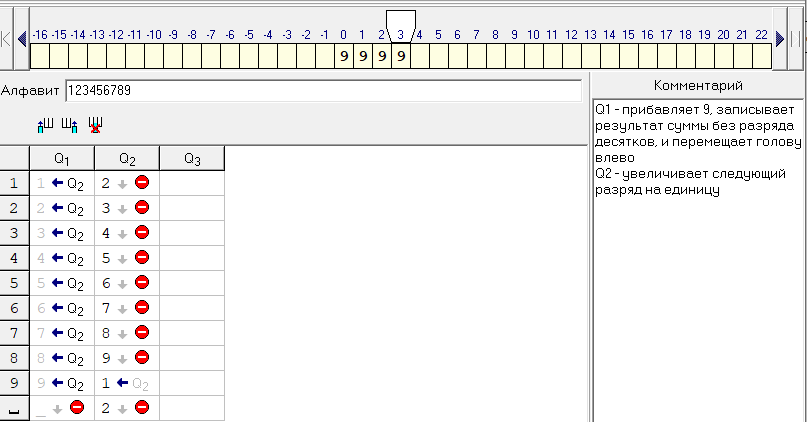 -16 -15 -14 -13 -12 -11 -10 -9 -8 -7 -6 -5 -4 -3 -2 -1 0 1 2 3 4 5 6 7 8 9 10 11 12 13 14 15 16 17 18 19 20 21 22
9 9 9 9
Алфавит 123456789
Комментарий
Q1 - прибавляет 9, записывает
результат суммы без разряда
десятков, и перемещает голову
влево
Q2 - увеличивает следующий
разряд на единицу
Q1 Q2 Q3
1 1 ← Q2 2 ↓
2 2 ← Q2 3 ↓
3 3 ← Q2 4 ↓
4 4 ← Q2 5 ↓
5 5 ← Q2 6 ↓
6 6 ← Q2 7 ↓
7 7 ← Q2 8 ↓
8 8 ← Q2 9 ↓
9 9 ← Q2 1 ← Q2
␣ _ ↓ 2 ↓